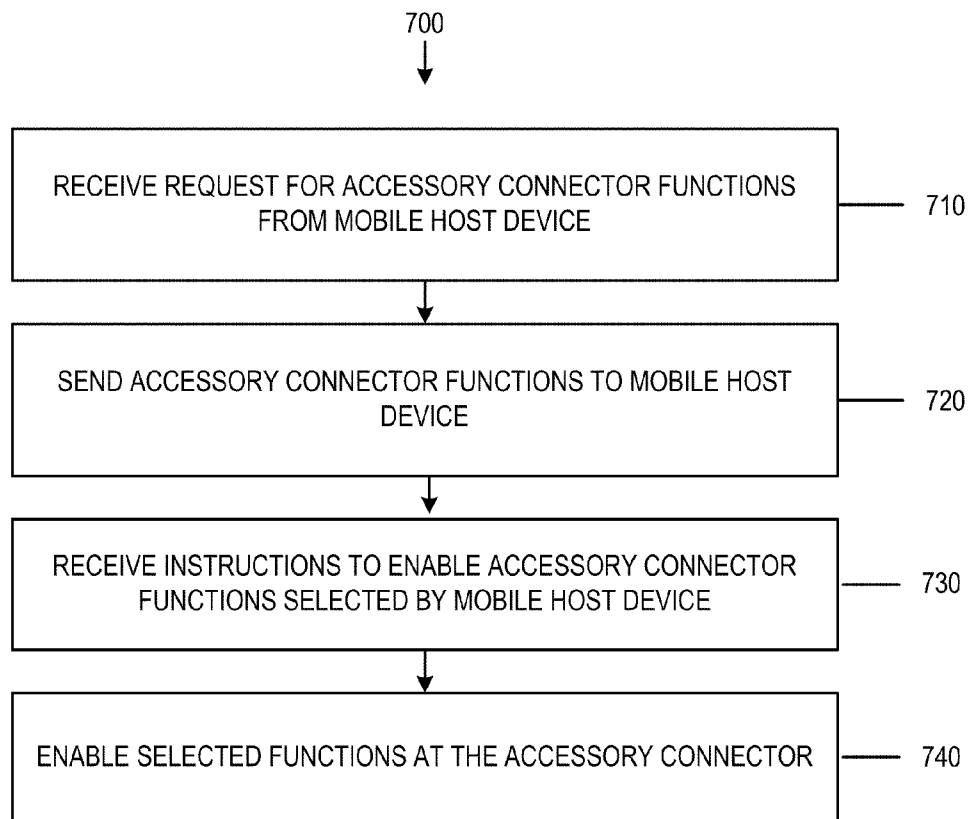 700
RECEIVE REQUEST FOR ACCESSORY CONNECTOR FUNCTIONS
FROM MOBILE HOST DEVICE
710
SEND ACCESSORY CONNECTOR FUNCTIONS TO MOBILE HOST
DEVICE
720
RECEIVE INSTRUCTIONS TO ENABLE ACCESSORY CONNECTOR
FUNCTIONS SELECTED BY MOBILE HOST DEVICE
730
ENABLE SELECTED FUNCTIONS AT THE ACCESSORY CONNECTOR
740